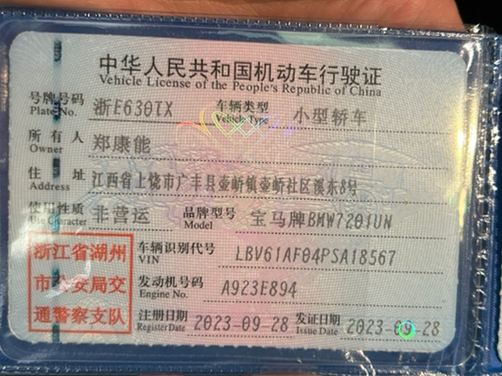 中华人民共和国机动车行驶证
Vehicle License of the People's Republic of China
号牌号码 浙E630TX 车辆类型 小型轿车
Plate No. Vehicle Type
所有人 郑康能
Owner
住址 江西省上饶市广丰县壶峤镇壶峤社区溪东8号
Address
使用性质 非营运 品牌型号 宝马牌BMW7201UN
Use Character Model
浙江省湖州
市公安局交
通警察支队
车辆识别代号 LBV61AF04PSA18567
VIN
发动机号码 A923E894
Engine No.
注册日期 2023-09-28 发证日期 2023-09-28
Register Date Issue Date